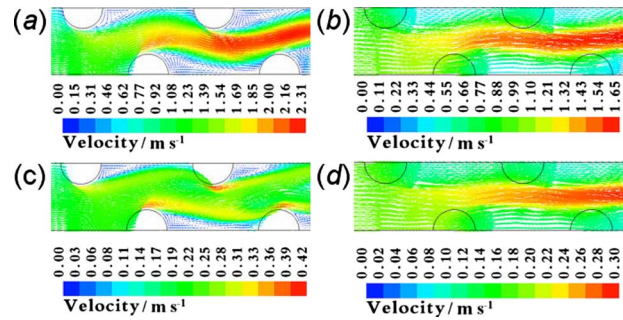 (a)
0.00 0.15 0.31 0.46 0.62 0.77 0.92 1.08 1.23 1.39 1.54 1.69 1.85 2.00 2.16 2.31
Velocity / m s⁻¹
(b)
0.00 0.11 0.22 0.33 0.44 0.55 0.66 0.77 0.88 0.99 1.10 1.21 1.32 1.43 1.54 1.65
Velocity / m s⁻¹
(c)
0.00 0.03 0.06 0.08 0.11 0.14 0.17 0.19 0.22 0.25 0.28 0.31 0.33 0.36 0.39 0.42
Velocity / m s⁻¹
(d)
0.00 0.02 0.04 0.06 0.08 0.10 0.12 0.14 0.16 0.18 0.20 0.22 0.24 0.26 0.28 0.30
Velocity / m s⁻¹